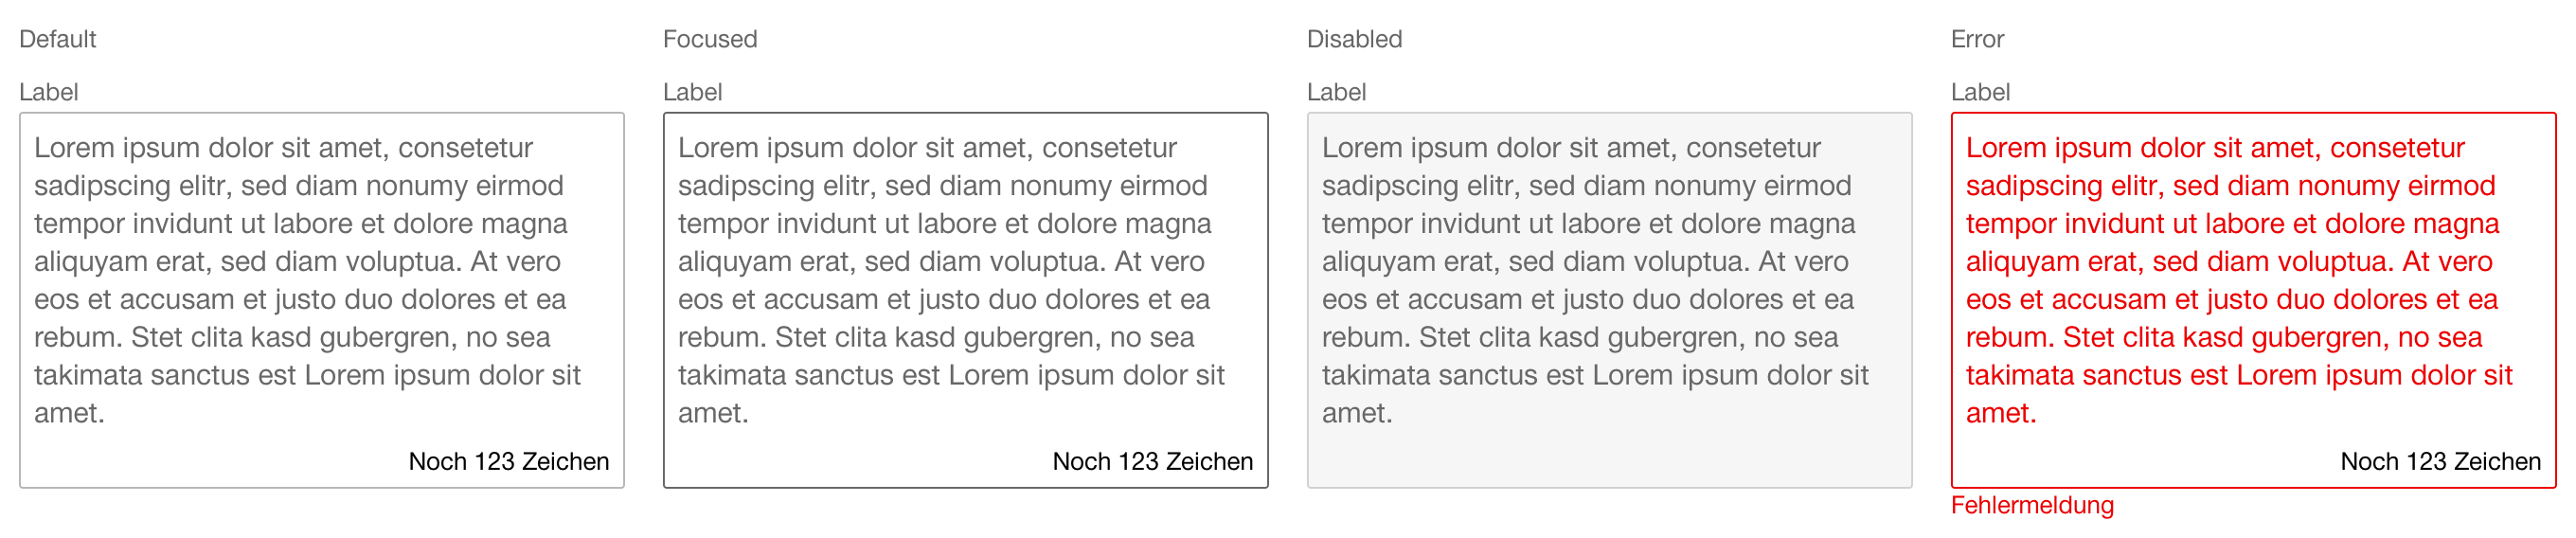 Default
Label
Lorem ipsum dolor sit amet, consetetur
sadipscing elitr, sed diam nonumy eirmod
tempor invidunt ut labore et dolore magna
aliquyam erat, sed diam voluptua. At vero
eos et accusam et justo duo dolores et ea
rebum. Stet clita kasd gubergren, no sea
takimata sanctus est Lorem ipsum dolor sit
amet.
Noch 123 Zeichen
Focused
Label
Lorem ipsum dolor sit amet, consetetur
sadipscing elitr, sed diam nonumy eirmod
tempor invidunt ut labore et dolore magna
aliquyam erat, sed diam voluptua. At vero
eos et accusam et justo duo dolores et ea
rebum. Stet clita kasd gubergren, no sea
takimata sanctus est Lorem ipsum dolor sit
amet.
Noch 123 Zeichen
Disabled
Label
Lorem ipsum dolor sit amet, consetetur
sadipscing elitr, sed diam nonumy eirmod
tempor invidunt ut labore et dolore magna
aliquyam erat, sed diam voluptua. At vero
eos et accusam et justo duo dolores et ea
rebum. Stet clita kasd gubergren, no sea
takimata sanctus est Lorem ipsum dolor sit
amet.
Error
Label
Lorem ipsum dolor sit amet, consetetur
sadipscing elitr, sed diam nonumy eirmod
tempor invidunt ut labore et dolore magna
aliquyam erat, sed diam voluptua. At vero
eos et accusam et justo duo dolores et ea
rebum. Stet clita kasd gubergren, no sea
takimata sanctus est Lorem ipsum dolor sit
amet.
Noch 123 Zeichen
Fehlermeldung